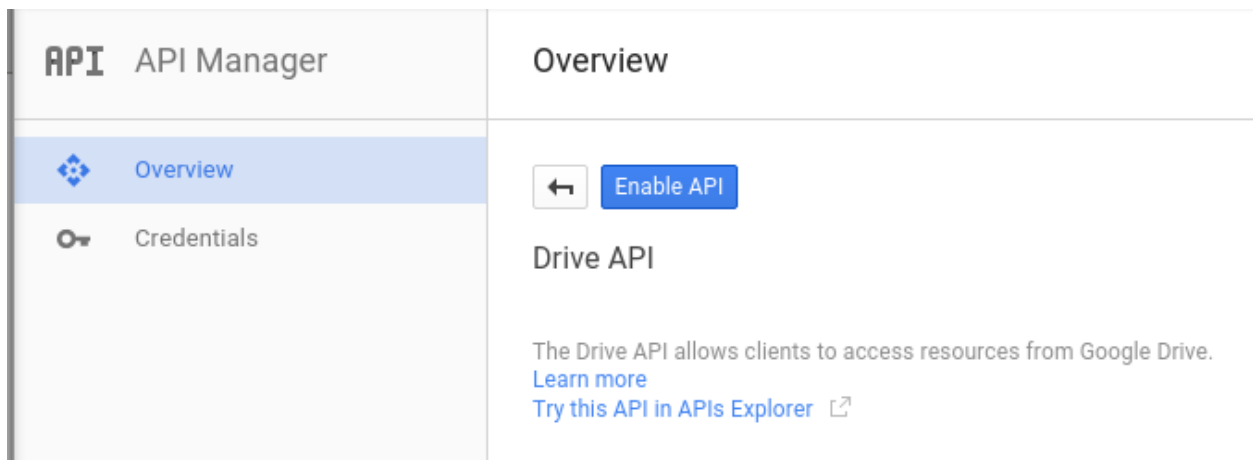 API API Manager
Overview
Overview
Credentials
Enable API
Drive API
The Drive API allows clients to access resources from Google Drive.
Learn more
Try this API in APIs Explorer